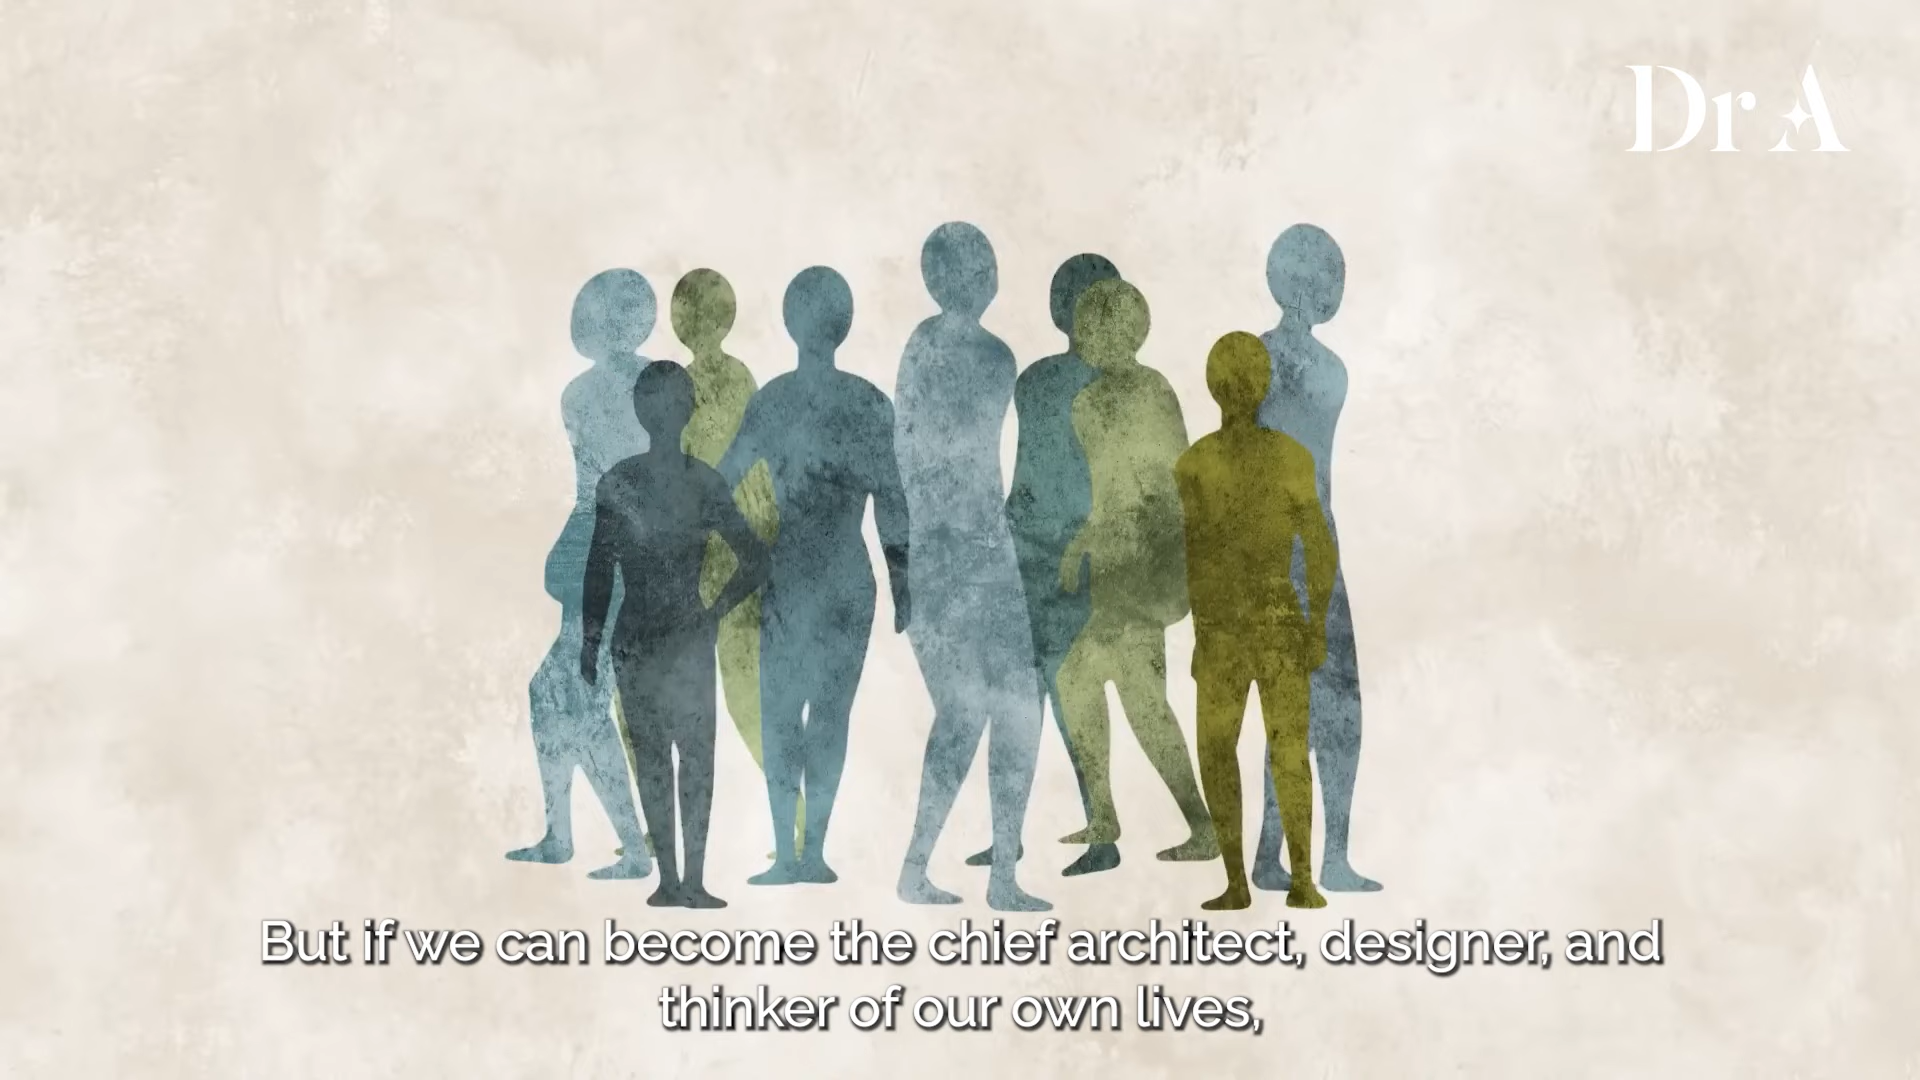 Dr A
But if we can become the chief architect, designer, and
thinker of our own lives,